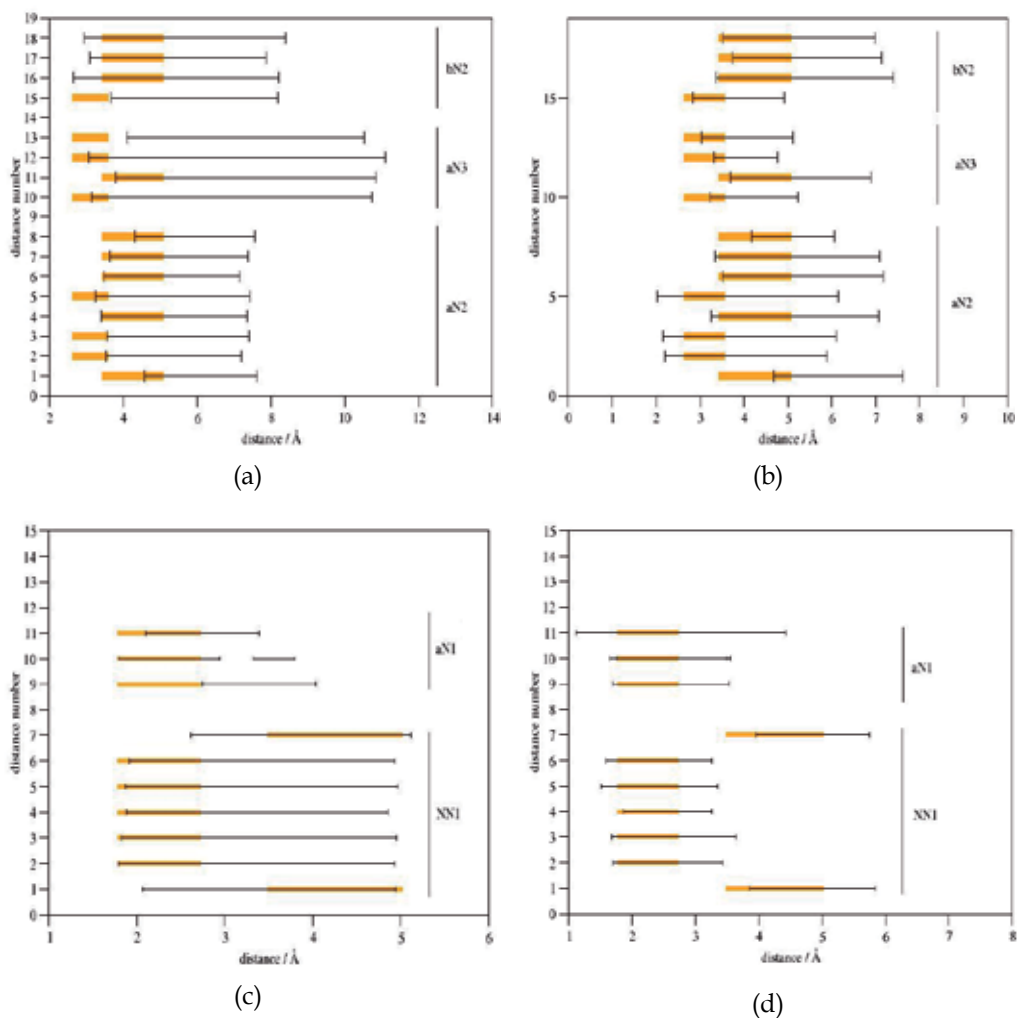 19
18
17
16
15
14
13
12
11
10
9
8
7
6
5
4
3
2
1
0
distance number
bN2
aN3
aN2
2 4 6 8 10 12 14
distance / Å
(a)
15
10
5
0
distance number
bN2
aN3
aN2
0 1 2 3 4 5 6 7 8 9 10
distance / Å
(b)
15
14
13
12
11
10
9
8
7
6
5
4
3
2
1
0
distance number
aN1
XN1
1 2 3 4 5 6
distance / Å
(c)
15
14
13
12
11
10
9
8
7
6
5
4
3
2
1
0
distance number
aN1
XN1
1 2 3 4 5 6 7 8
distance / Å
(d)